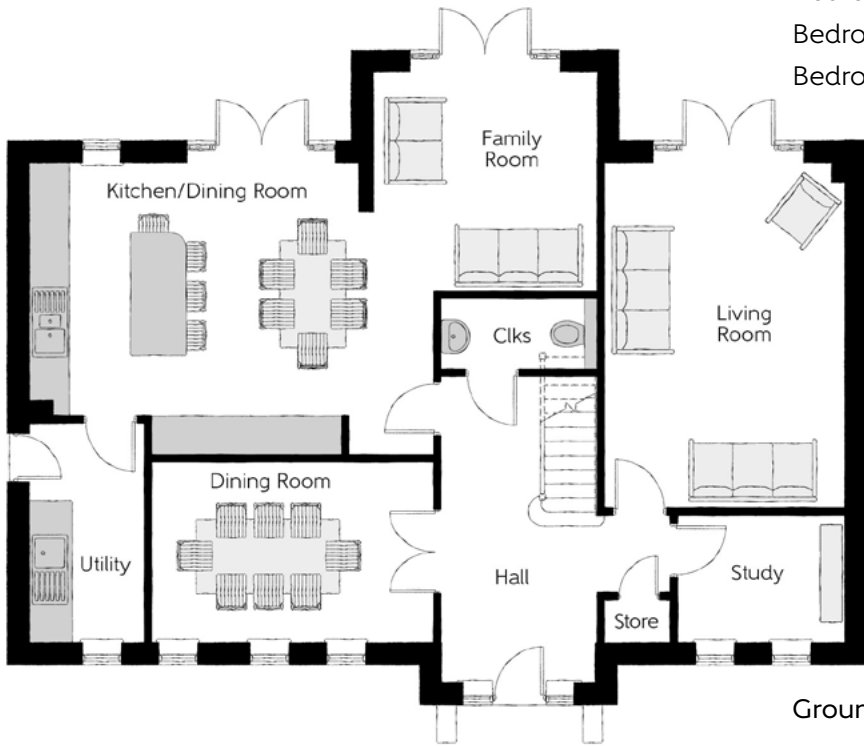 Bedro
Bedro
Family
Room
Kitchen/Dining Room
Living
Room
Clks
Dining Room
Utility
Hall
Study
Store
Groun